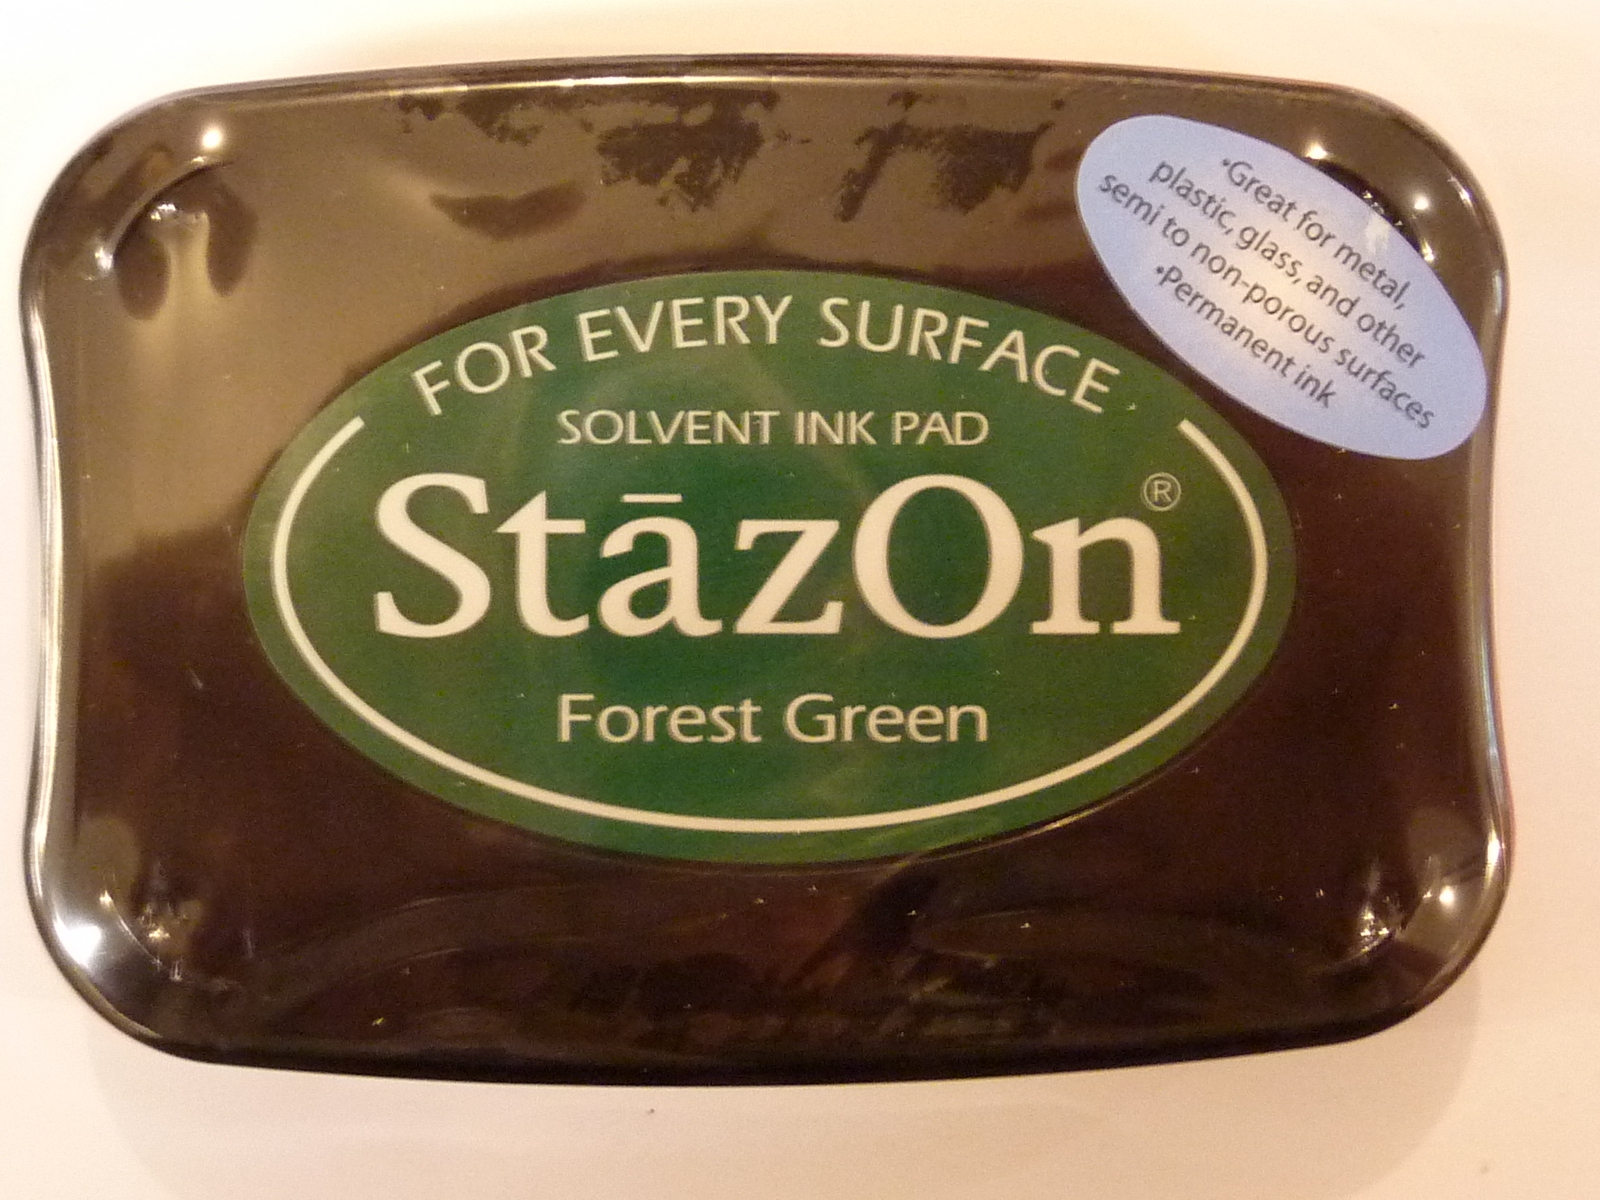 FOR EVERY SURFACE
SOLVENT INK PAD
StāzOn®
Forest Green
•Great for metal,
plastic, glass, and other
semi to non-porous surfaces
•Permanent ink